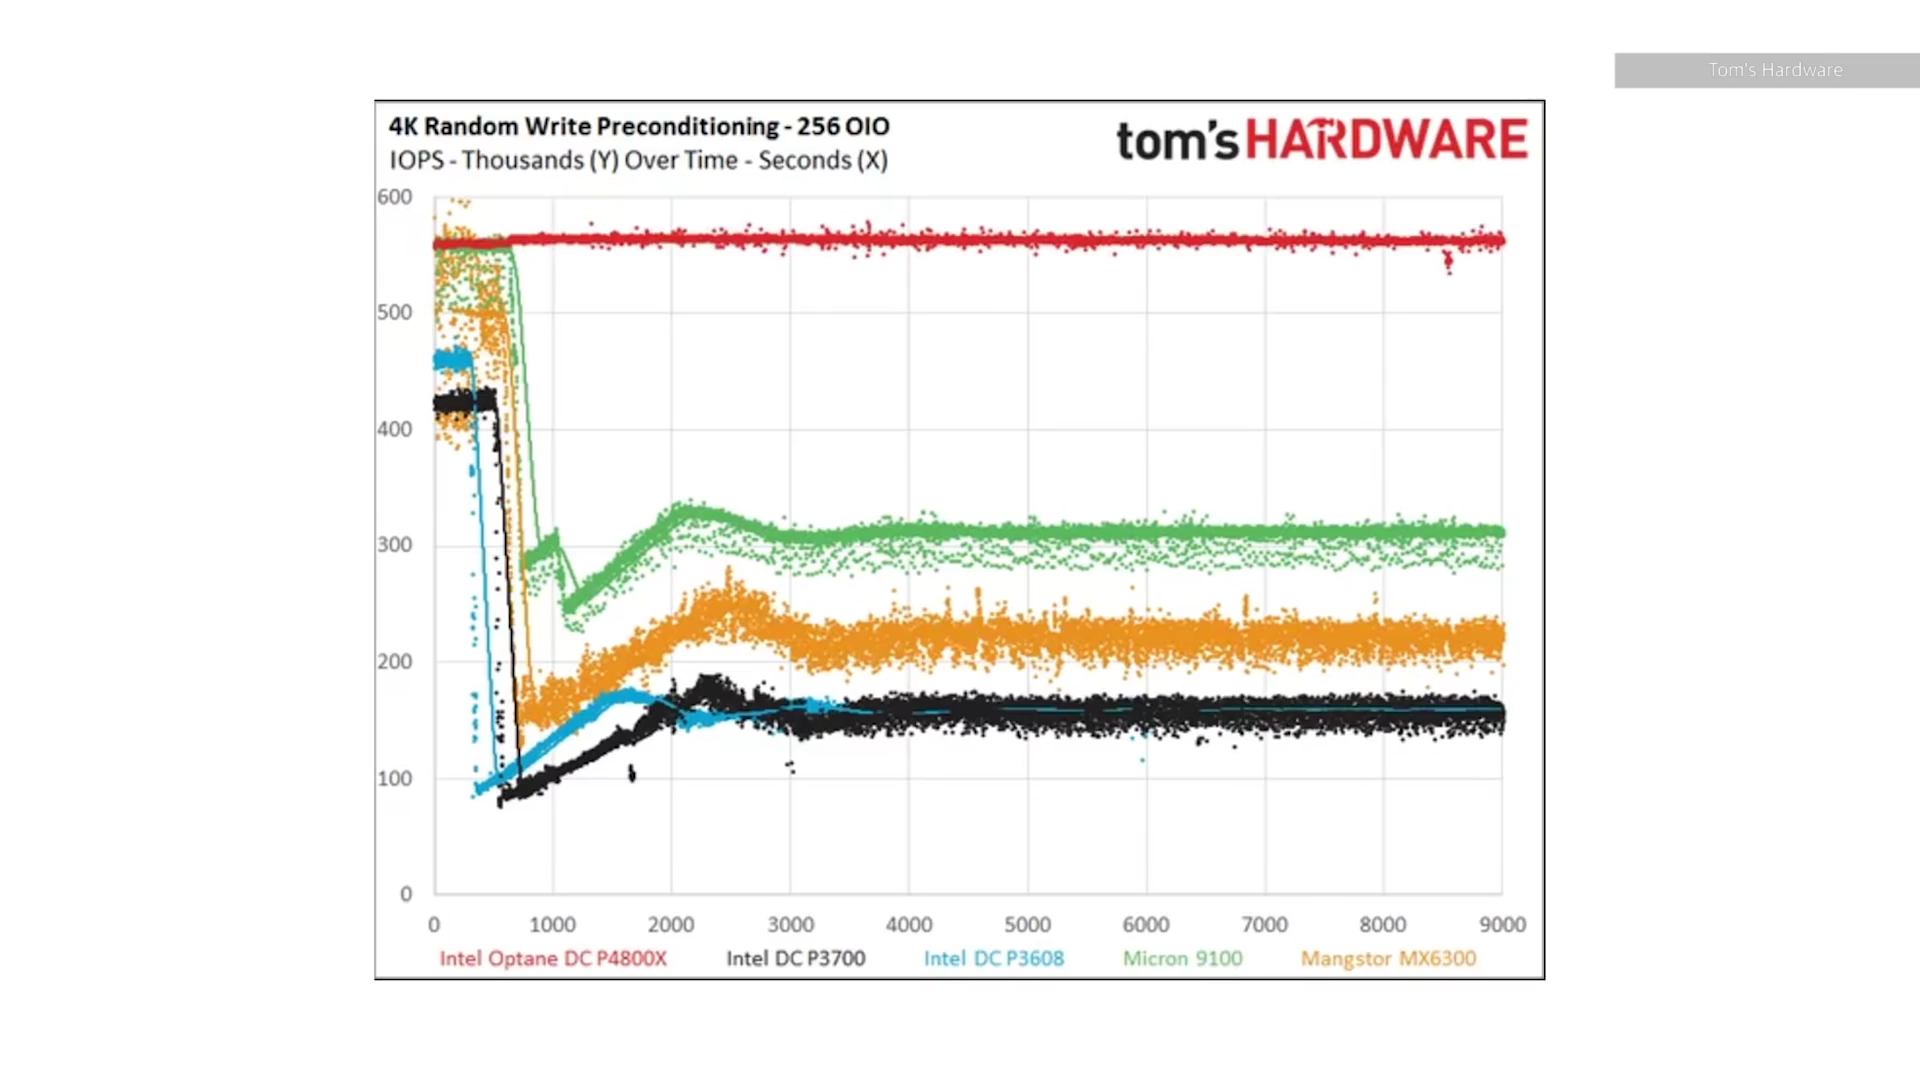 Tom's Hardware
4K Random Write Preconditioning - 256 OIO
IOPS - Thousands (Y) Over Time - Seconds (X)
tom's HARDWARE
600
500
400
300
200
100
0
0 1000 2000 3000 4000 5000 6000 7000 8000 9000
Intel Optane DC P4800X Intel DC P3700 Intel DC P3608 Micron 9100 Mangstor MX6300